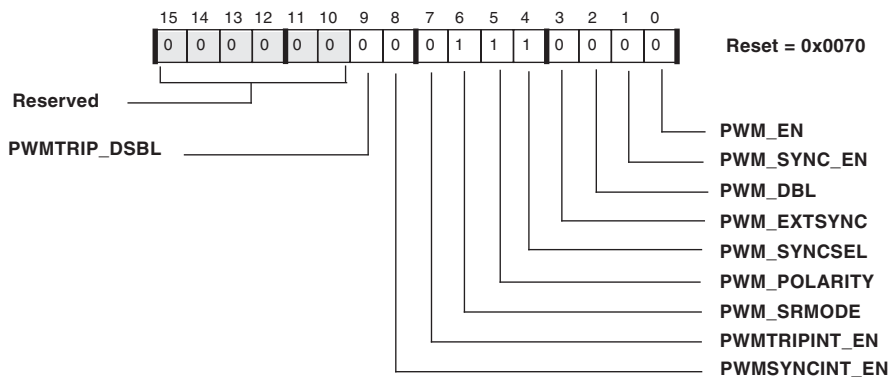 15 14 13 12 11 10 9 8 7 6 5 4 3 2 1 0
0 0 0 0 0 0 0 0 0 1 1 1 0 0 0 0 Reset = 0x0070
Reserved
PWMTRIP_DSBL
PWM_EN
PWM_SYNC_EN
PWM_DBL
PWM_EXTSYNC
PWM_SYNCSEL
PWM_POLARITY
PWM_SRMODE
PWMTRIPINT_EN
PWMSYNCINT_EN